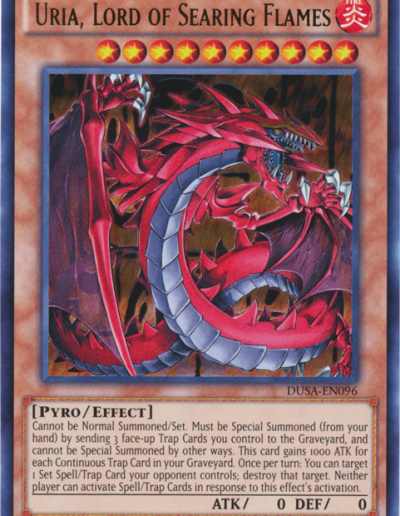 URIA, LORD OF SEARING FLAMES
FIRE
炎
DUSA-EN096
[PYRO/EFFECT]
Cannot be Normal Summoned/Set. Must be Special Summoned (from your
hand) by sending 3 face-up Trap Cards you control to the Graveyard, and
cannot be Special Summoned by other ways. This card gains 1000 ATK for
each Continuous Trap Card in your Graveyard. Once per turn: You can target
1 Set Spell/Trap Card your opponent controls; destroy that target. Neither
player can activate Spell/Trap Cards in response to this effect's activation.
ATK/ 0 DEF/ 0